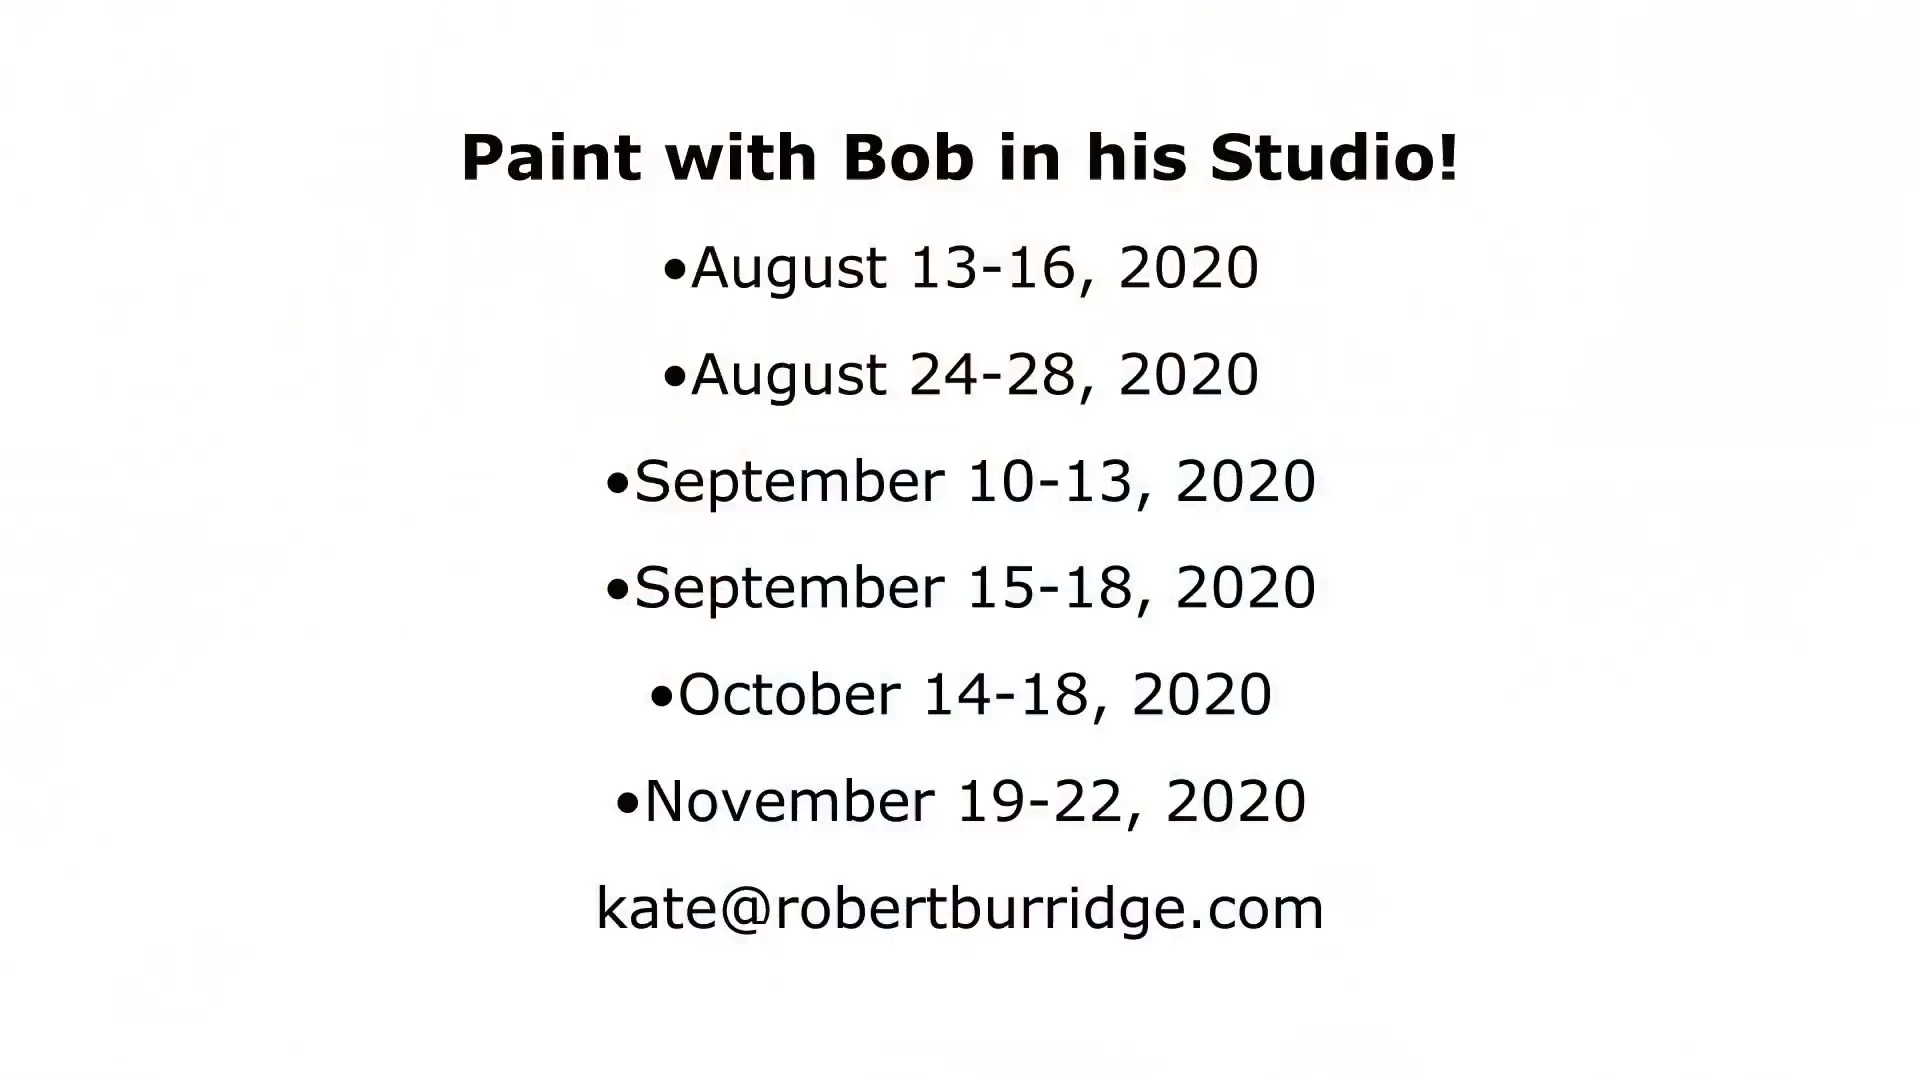 Paint with Bob in his Studio!
•August 13-16, 2020
•August 24-28, 2020
•September 10-13, 2020
•September 15-18, 2020
•October 14-18, 2020
•November 19-22, 2020
kate@robertburridge.com